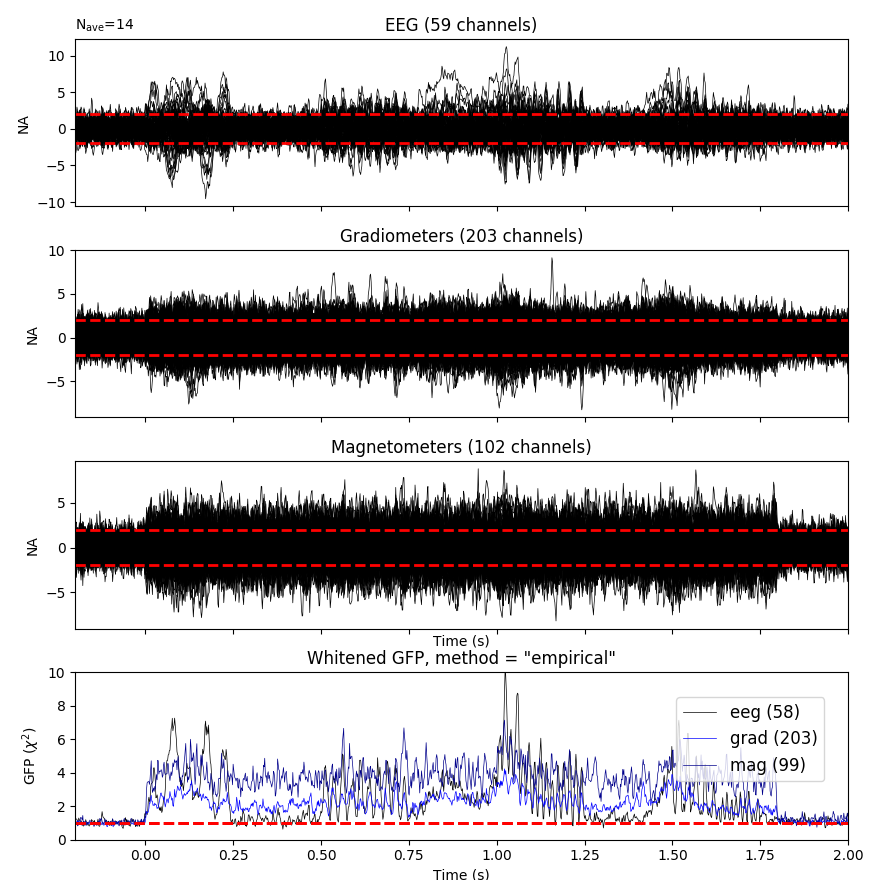 N_ave=14
EEG (59 channels)
10
5
0
−5
−10
NA
Gradiometers (203 channels)
10
5
0
−5
NA
Magnetometers (102 channels)
5
0
−5
NA
Time (s)
Whitened GFP, method = "empirical"
10
8
6
4
2
0
GFP (χ²)
eeg (58)
grad (203)
mag (99)
0.00 0.25 0.50 0.75 1.00 1.25 1.50 1.75 2.00
Time (s)